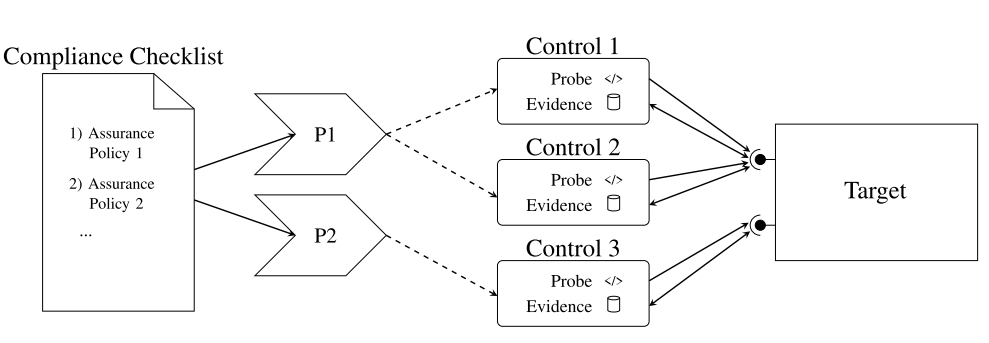 Compliance Checklist
1) Assurance
Policy 1
2) Assurance
Policy 2
...
P1
P2
Control 1
Probe </>
Evidence
Control 2
Probe </>
Evidence
Control 3
Probe </>
Evidence
Target